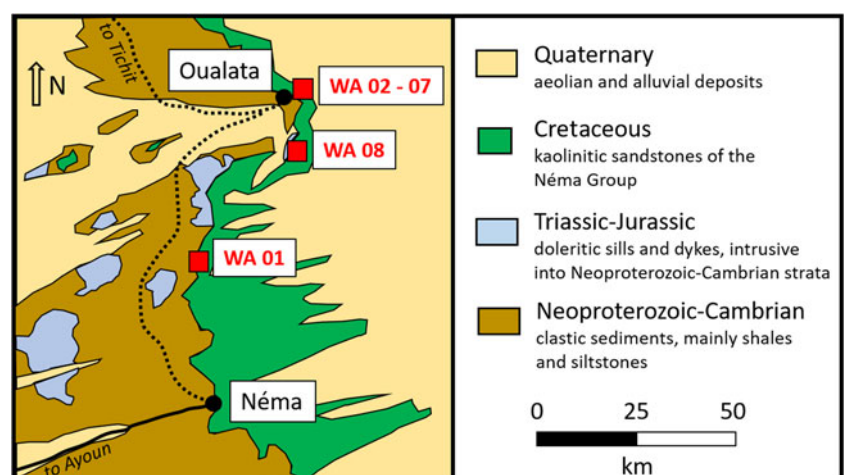 to Tichit
N
Oualata
WA 02 - 07
WA 08
WA 01
Néma
to Ayoun
Quaternary
aeolian and alluvial deposits
Cretaceous
kaolinitic sandstones of the
Néma Group
Triassic-Jurassic
doleritic sills and dykes, intrusive
into Neoproterozoic-Cambrian strata
Neoproterozoic-Cambrian
clastic sediments, mainly shales
and siltstones
0 25 50
km